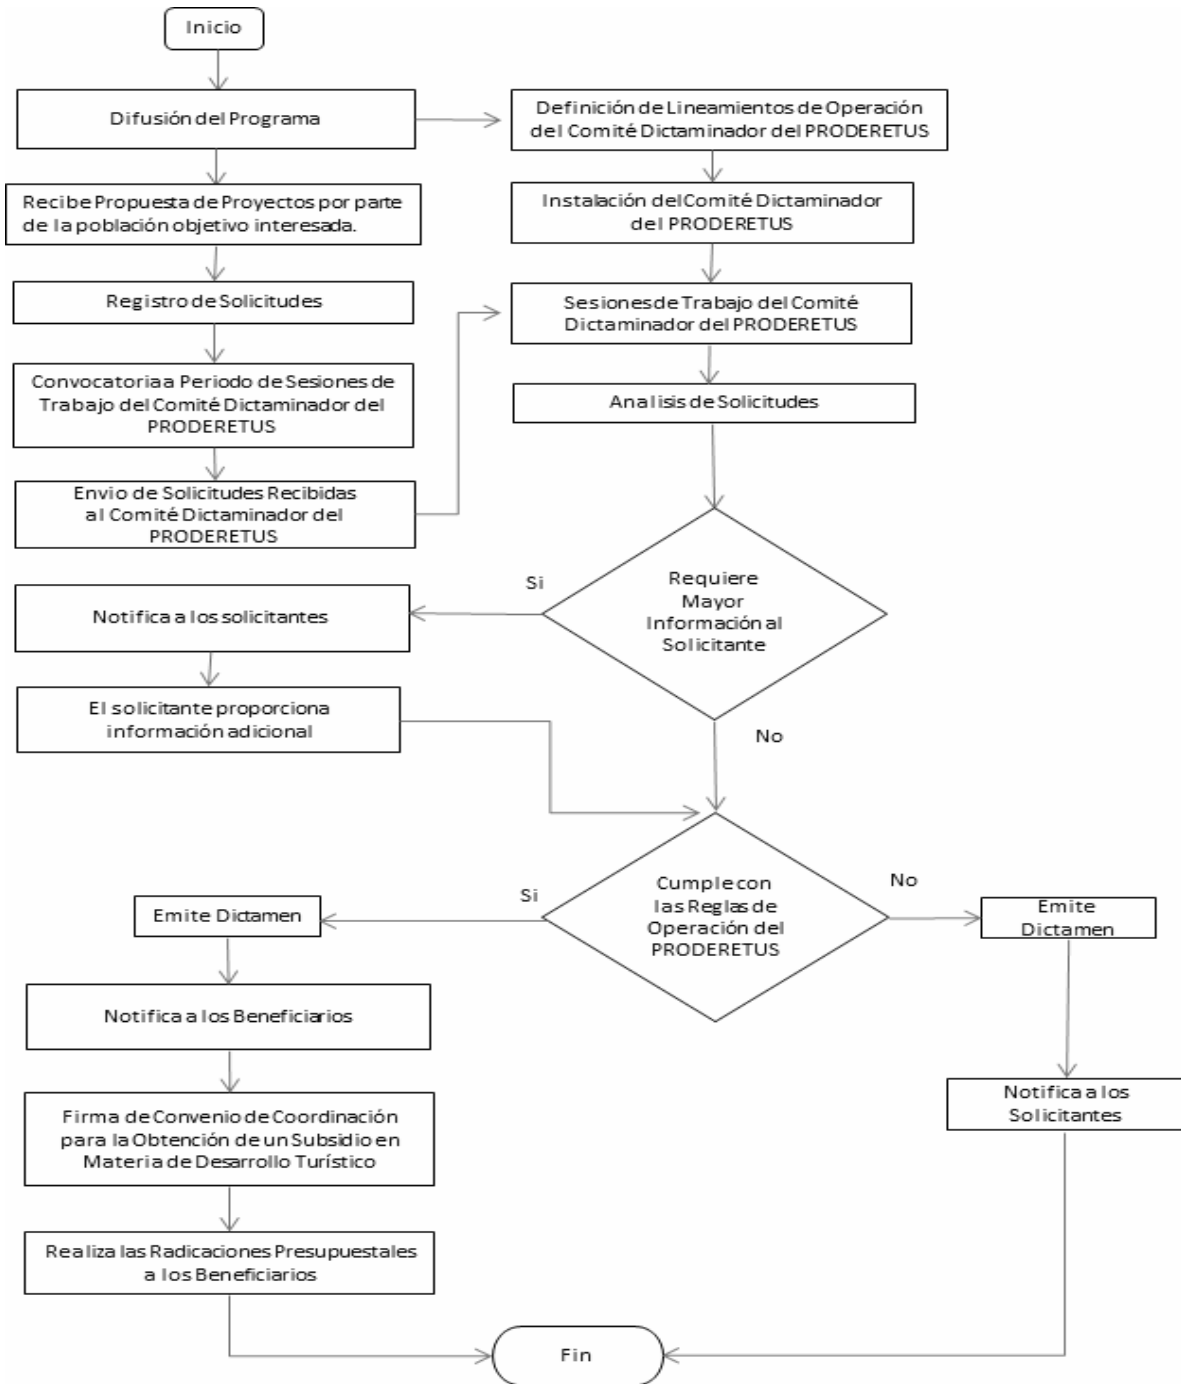 Inicio
Difusión del Programa
Definición de Lineamientos de Operación
del Comité Dictaminador del PRODERETUS
Recibe Propuesta de Proyectos por parte
de la población objetivo interesada.
Instalación del Comité Dictaminador
del PRODERETUS
Registro de Solicitudes
Sesiones de Trabajo del Comité
Dictaminador del PRODERETUS
Convocatoria a Periodo de Sesiones de
Trabajo del Comité Dictaminador del
PRODERETUS
Analisis de Solicitudes
Envio de Solicitudes Recibidas
al Comité Dictaminador del
PRODERETUS
Si
Requiere
Mayor
Información al
Solicitante
Notifica a los solicitantes
El solicitante proporciona
información adicional
No
Si
Cumple con
las Reglas de
Operación del
PRODERETUS
No
Emite Dictamen
Emite
Dictamen
Notifica a los Beneficiarios
Firma de Convenio de Coordinación
para la Obtención de un Subsidio en
Materia de Desarrollo Turístico
Notifica a los
Solicitantes
Realiza las Radicaciones Presupuestales
a los Beneficiarios
Fin